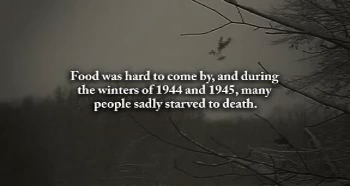 Food was hard to come by, and during
the winters of 1944 and 1945, many
people sadly starved to death.